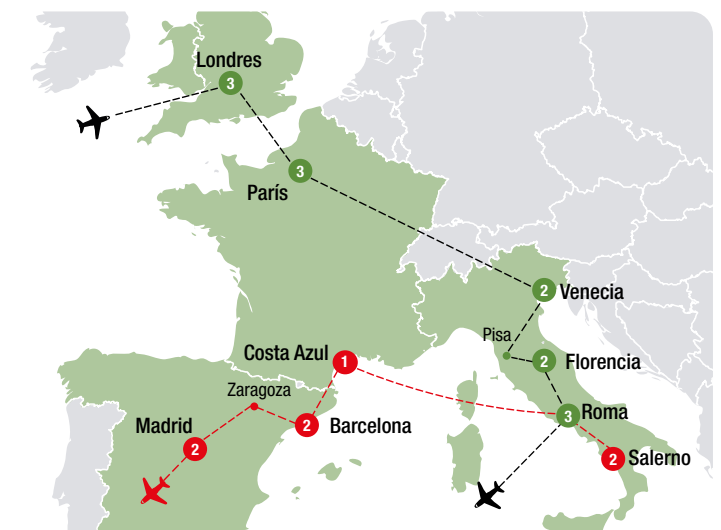 Londres
3
3
París
2 Venecia
Pisa
Costa Azul 1
2 Florencia
Zaragoza
3 Roma
Madrid
2 Barcelona
2
2 Salerno